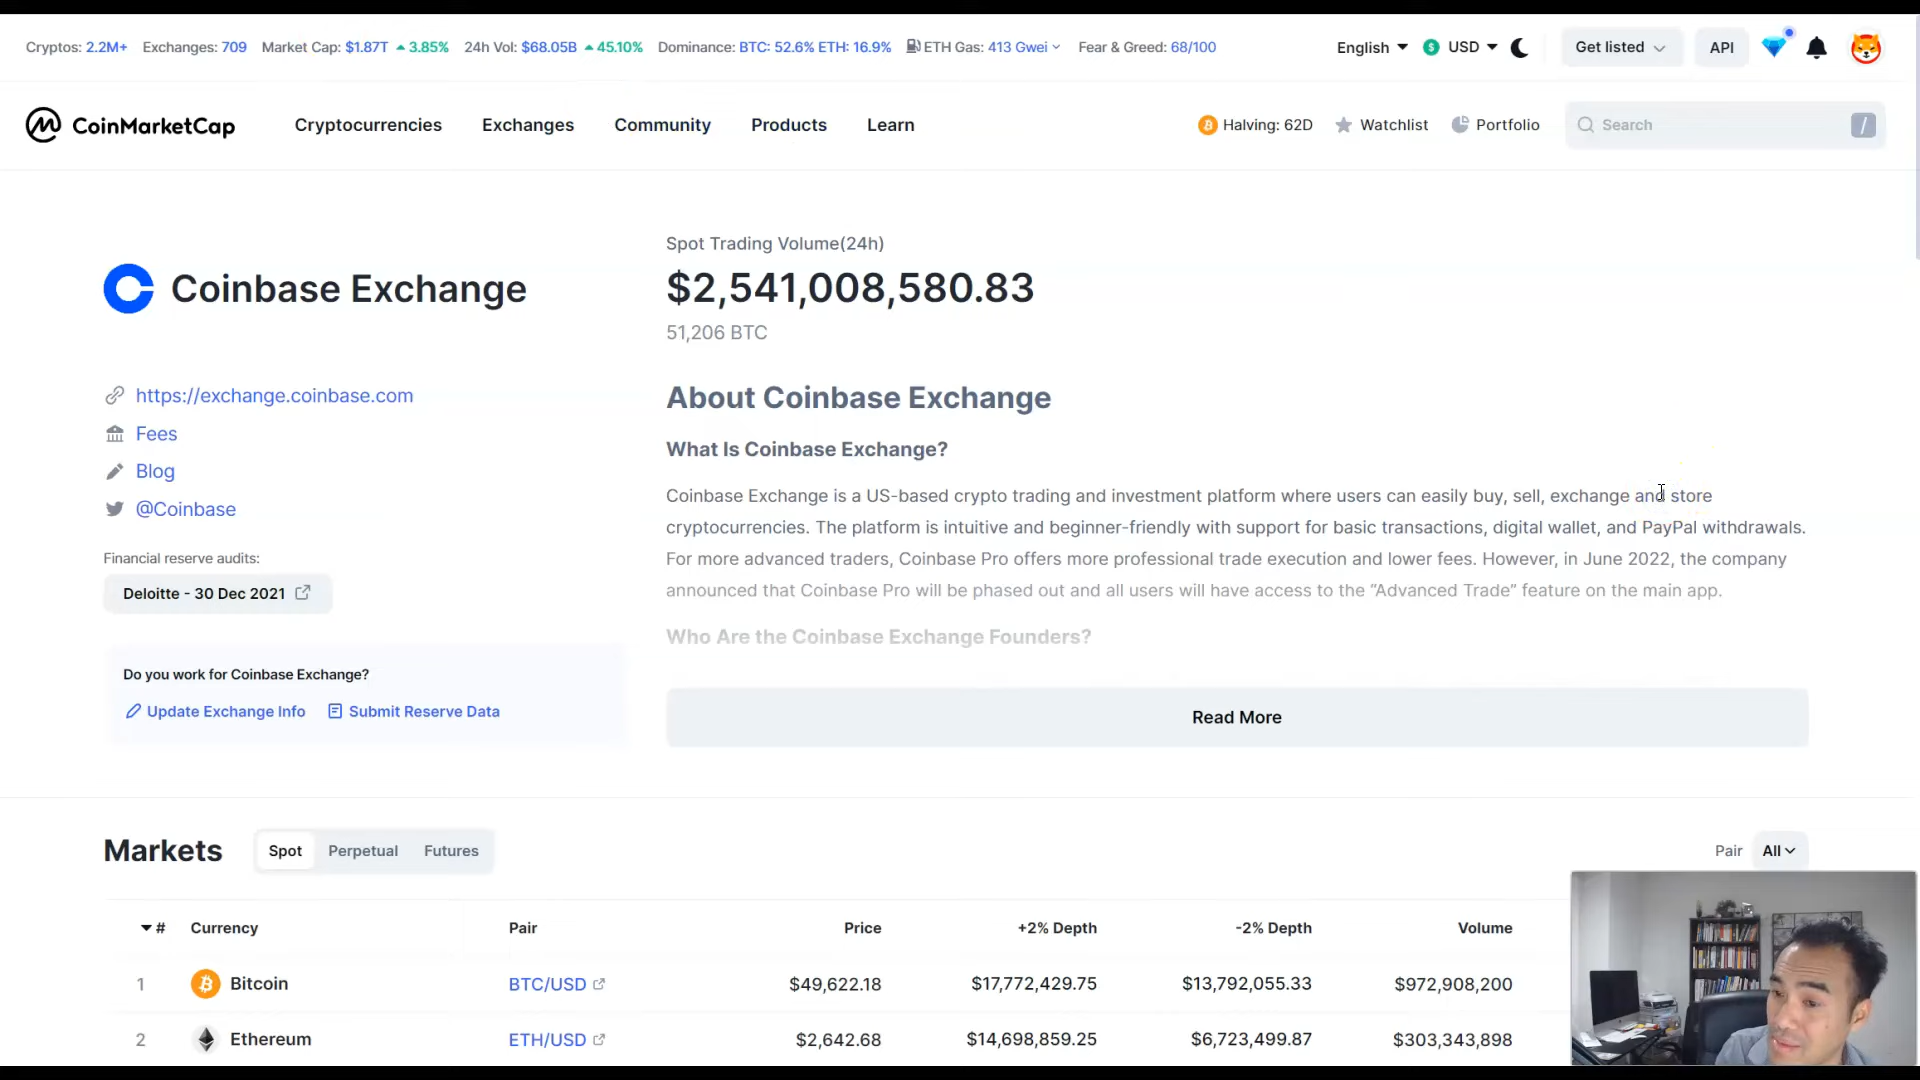 Cryptos: 2.2M+ Exchanges: 709 Market Cap: $1.87T 3.85% 24h Vol: $68.05B 45.10% Dominance: BTC: 52.6% ETH: 16.9% ETH Gas: 413 Gwei Fear & Greed: 68/100 English USD Get listed API
CoinMarketCap Cryptocurrencies Exchanges Community Products Learn Halving: 62D Watchlist Portfolio Search /
Coinbase Exchange
https://exchange.coinbase.com
Fees
Blog
@Coinbase
Financial reserve audits:
Deloitte - 30 Dec 2021
Do you work for Coinbase Exchange?
Update Exchange Info Submit Reserve Data
Spot Trading Volume(24h)
$2,541,008,580.83
51,206 BTC
About Coinbase Exchange
What Is Coinbase Exchange?
Coinbase Exchange is a US-based crypto trading and investment platform where users can easily buy, sell, exchange and store
cryptocurrencies. The platform is intuitive and beginner-friendly with support for basic transactions, digital wallet, and PayPal withdrawals.
For more advanced traders, Coinbase Pro offers more professional trade execution and lower fees. However, in June 2022, the company
announced that Coinbase Pro will be phased out and all users will have access to the “Advanced Trade” feature on the main app.
Who Are the Coinbase Exchange Founders?
Read More
Markets Spot Perpetual Futures Pair All
# Currency Pair Price +2% Depth -2% Depth Volume
1 Bitcoin BTC/USD $49,622.18 $17,772,429.75 $13,792,055.33 $972,908,200
2 Ethereum ETH/USD $2,642.68 $14,698,859.25 $6,723,499.87 $303,343,898